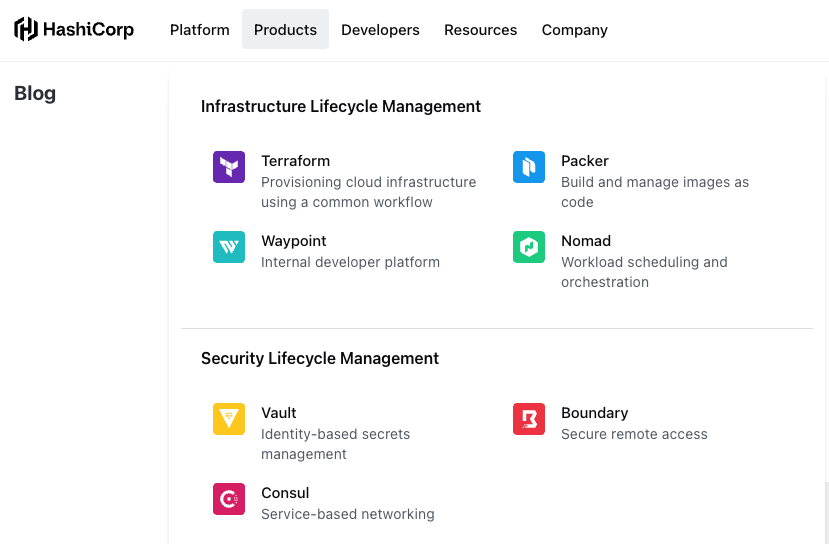 HashiCorp
Platform
Products
Developers
Resources
Company
Blog
Infrastructure Lifecycle Management
Terraform
Provisioning cloud infrastructure
using a common workflow
Packer
Build and manage images as
code
Waypoint
Internal developer platform
Nomad
Workload scheduling and
orchestration
Security Lifecycle Management
Vault
Identity-based secrets
management
Boundary
Secure remote access
Consul
Service-based networking